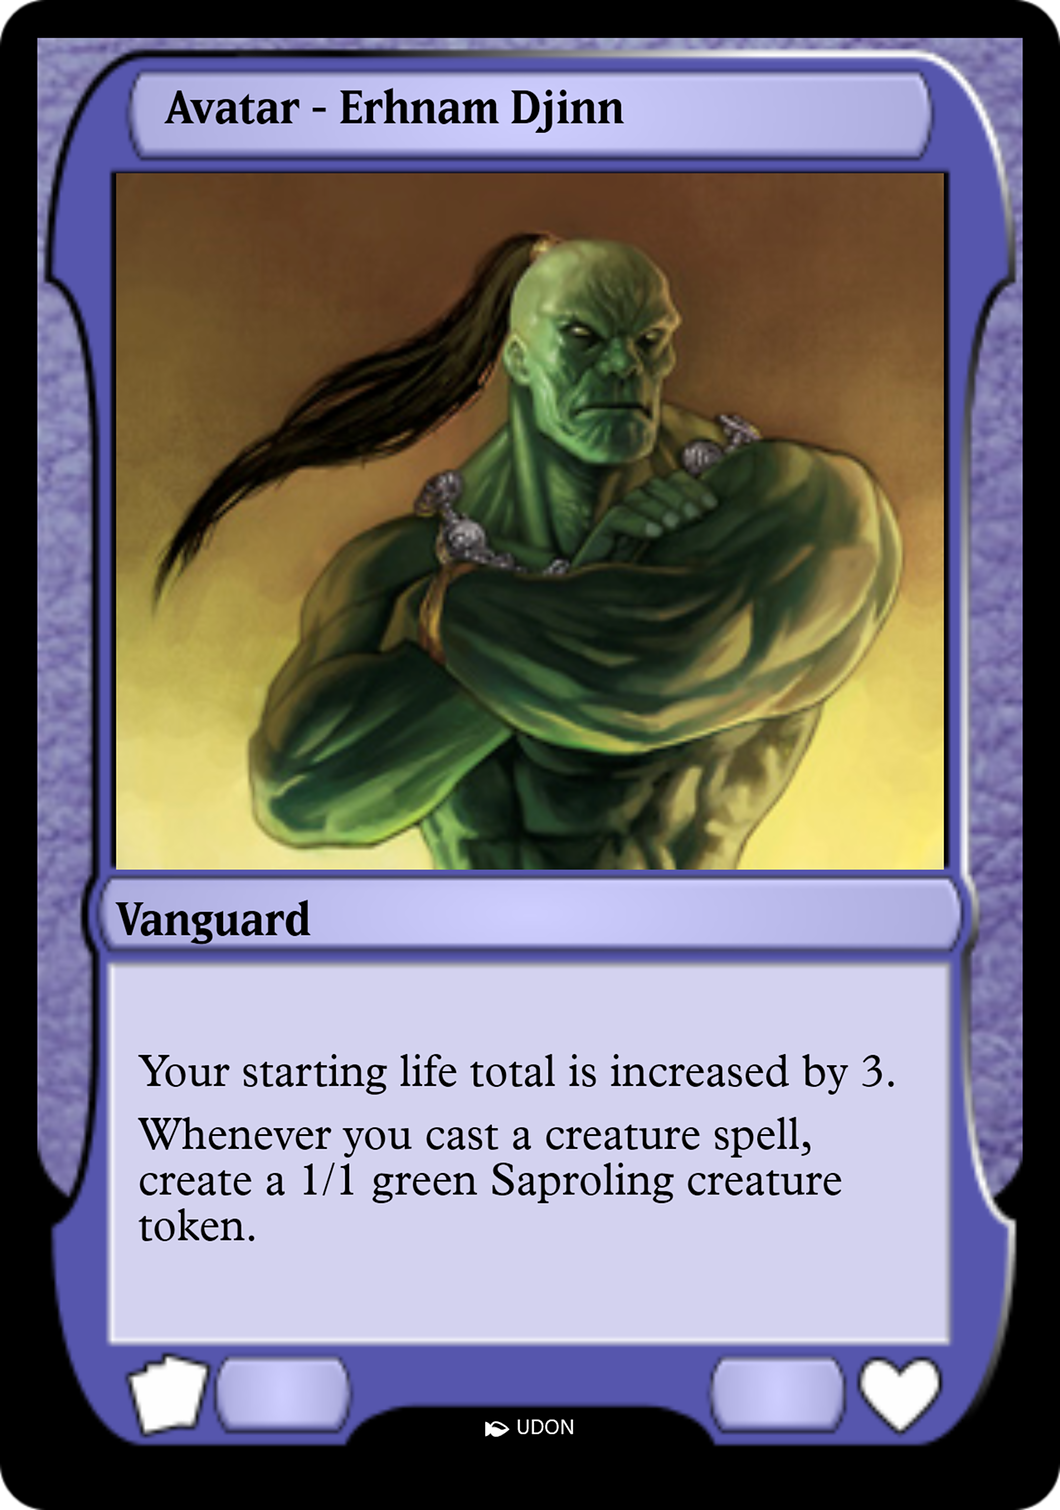 Avatar - Erhnam Djinn
Vanguard
Your starting life total is increased by 3.
Whenever you cast a creature spell,
create a 1/1 green Saproling creature
token.
UDON